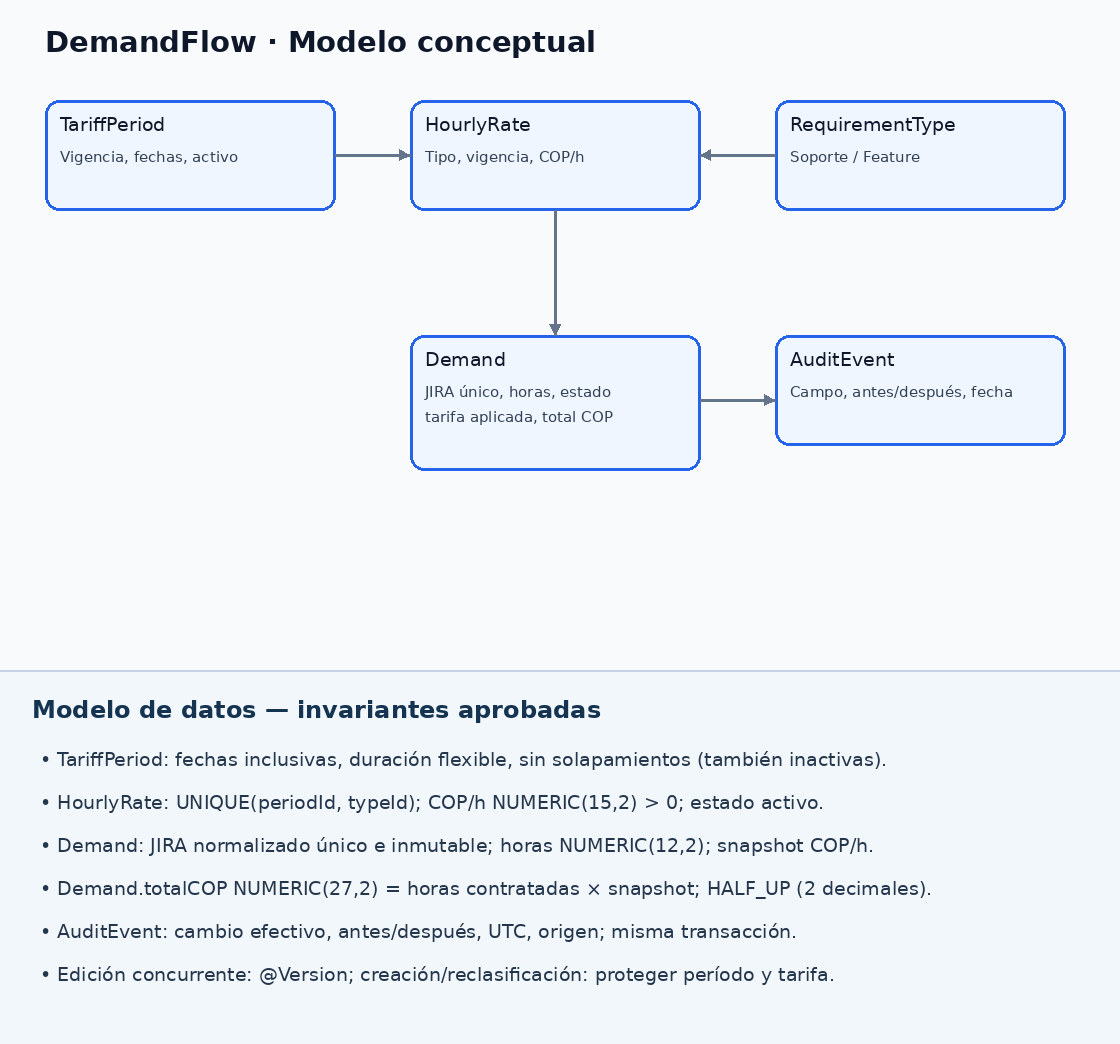 DemandFlow · Modelo conceptual
TariffPeriod
Vigencia, fechas, activo
HourlyRate
Tipo, vigencia, COP/h
RequirementType
Soporte / Feature
Demand
JIRA único, horas, estado
tarifa aplicada, total COP
AuditEvent
Campo, antes/después, fecha
Modelo de datos — invariantes aprobadas
• TariffPeriod: fechas inclusivas, duración flexible, sin solapamientos (también inactivas).
• HourlyRate: UNIQUE(periodId, typeId); COP/h NUMERIC(15,2) > 0; estado activo.
• Demand: JIRA normalizado único e inmutable; horas NUMERIC(12,2); snapshot COP/h.
• Demand.totalCOP NUMERIC(27,2) = horas contratadas × snapshot; HALF_UP (2 decimales).
• AuditEvent: cambio efectivo, antes/después, UTC, origen; misma transacción.
• Edición concurrente: @Version; creación/reclasificación: proteger período y tarifa.